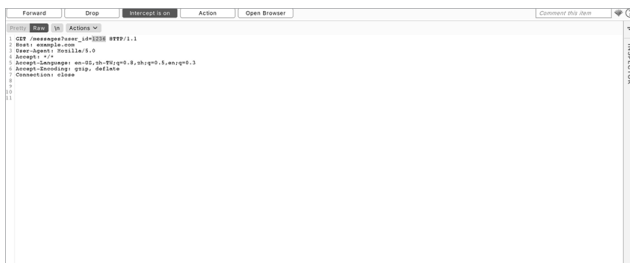 Forward Drop Intercept is on Action Open Browser Comment this item
Pretty Raw \n Actions
1 GET /messages?user_id=1234 HTTP/1.1
2 Host: example.com
3 User-Agent: Mozilla/5.0
4 Accept: */*
5 Accept-Language: en-US,zh-TW;q=0.8,zh;q=0.5,en;q=0.3
6 Accept-Encoding: gzip, deflate
7 Connection: close
8
9
10
11